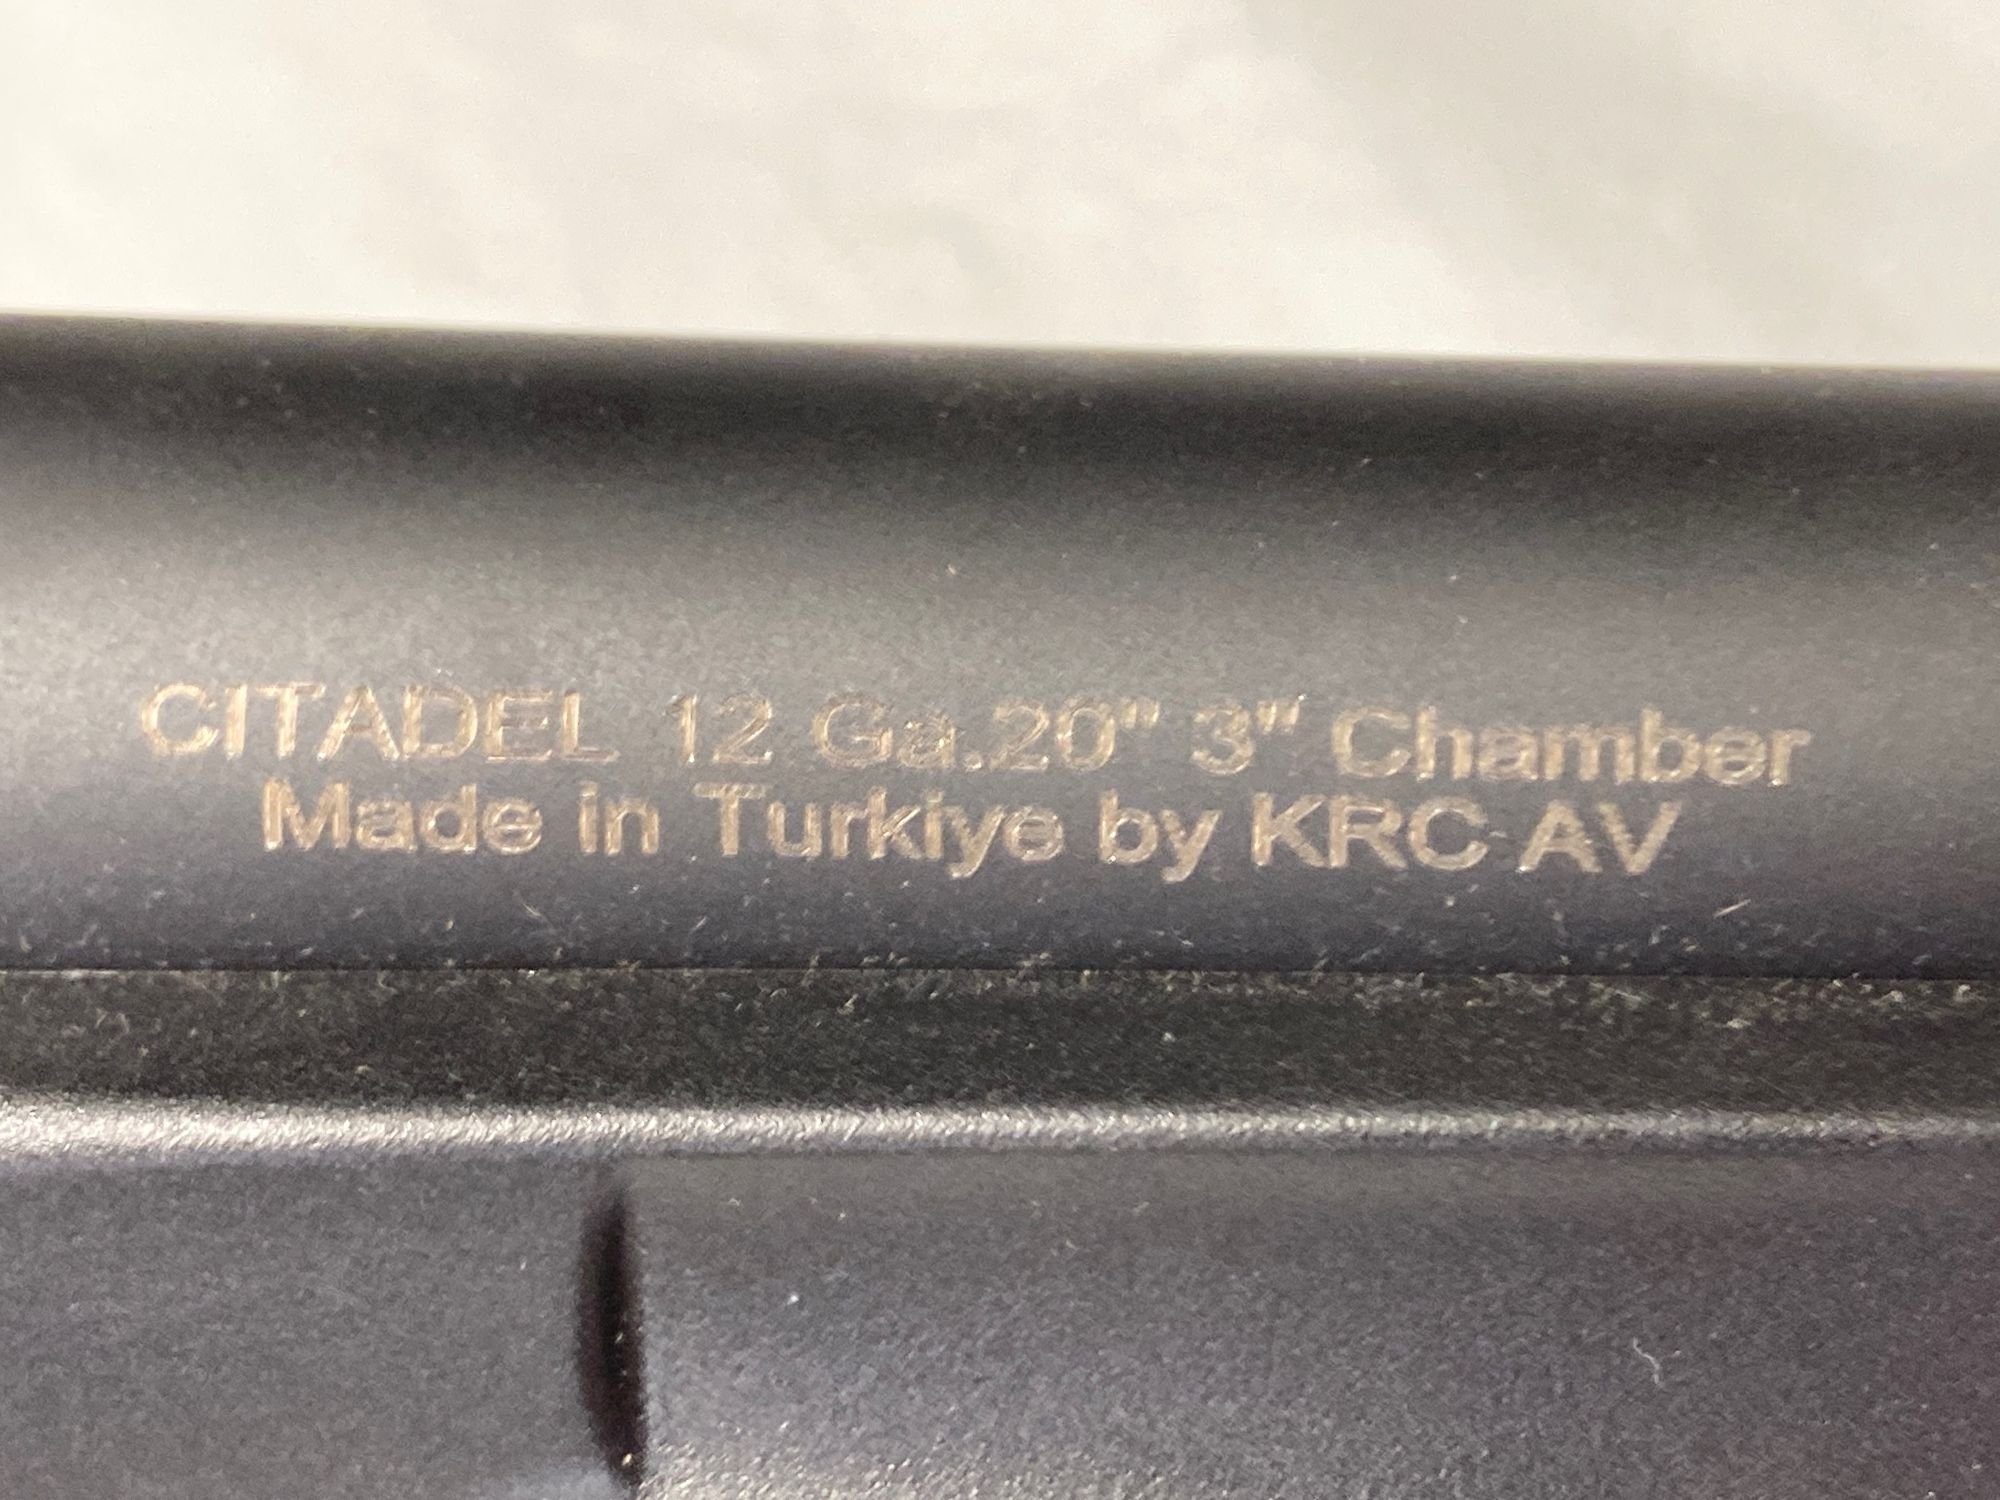 CITADEL 12 Ga.20" 3" Chamber
Made in Turkiye by KRC AV